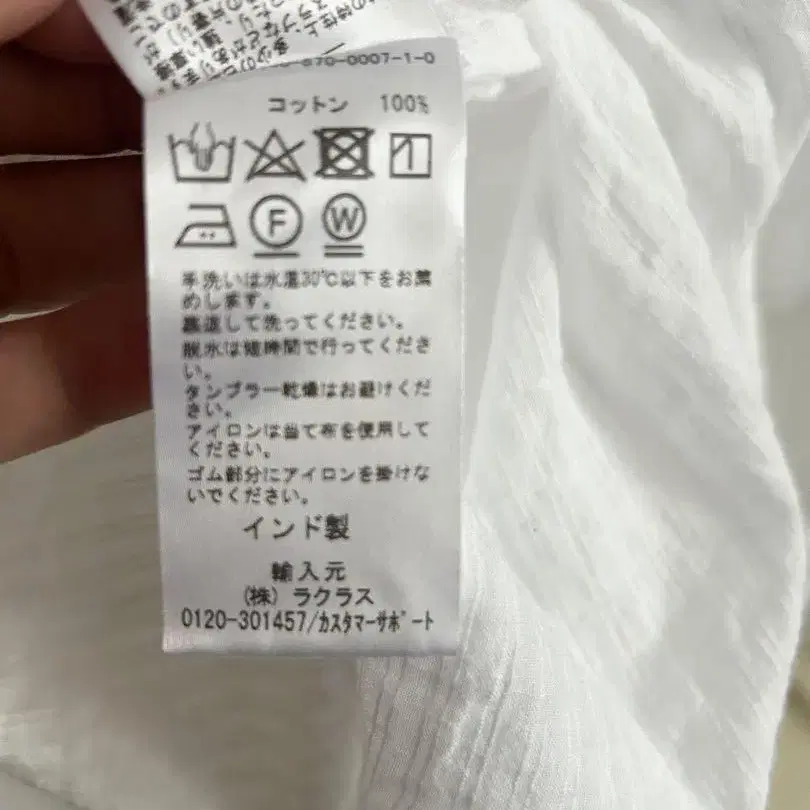 670-0007-1-0
コットン 100%
F W
手洗いは水温30℃以下をお薦
めします。
裏返して洗ってください。
脱水は短時間で行ってくださ
い。
タンブラー乾燥はお避けくだ
さい。
アイロンは当て布を使用して
ください。
ゴム部分にアイロンを掛けな
いでください。
インド製
輸入元
(株) ラクラス
0120-301457/カスタマーサポート